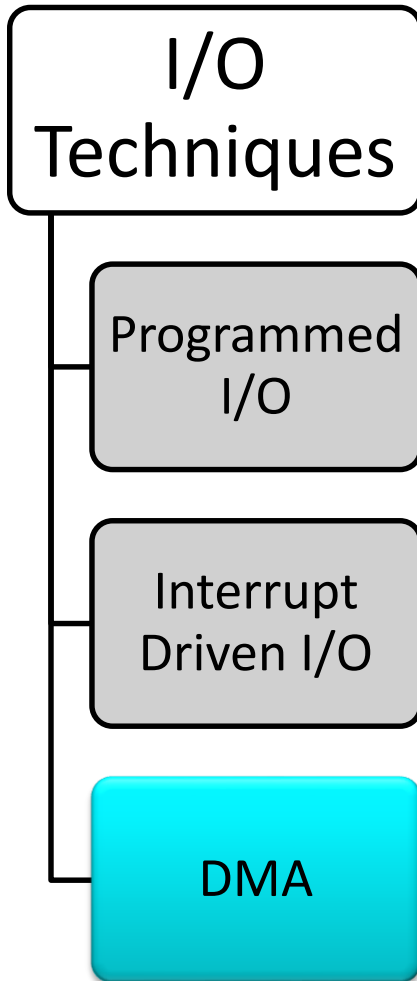 I/O
Techniques
Programmed
I/O
Interrupt
Driven I/O
DMA